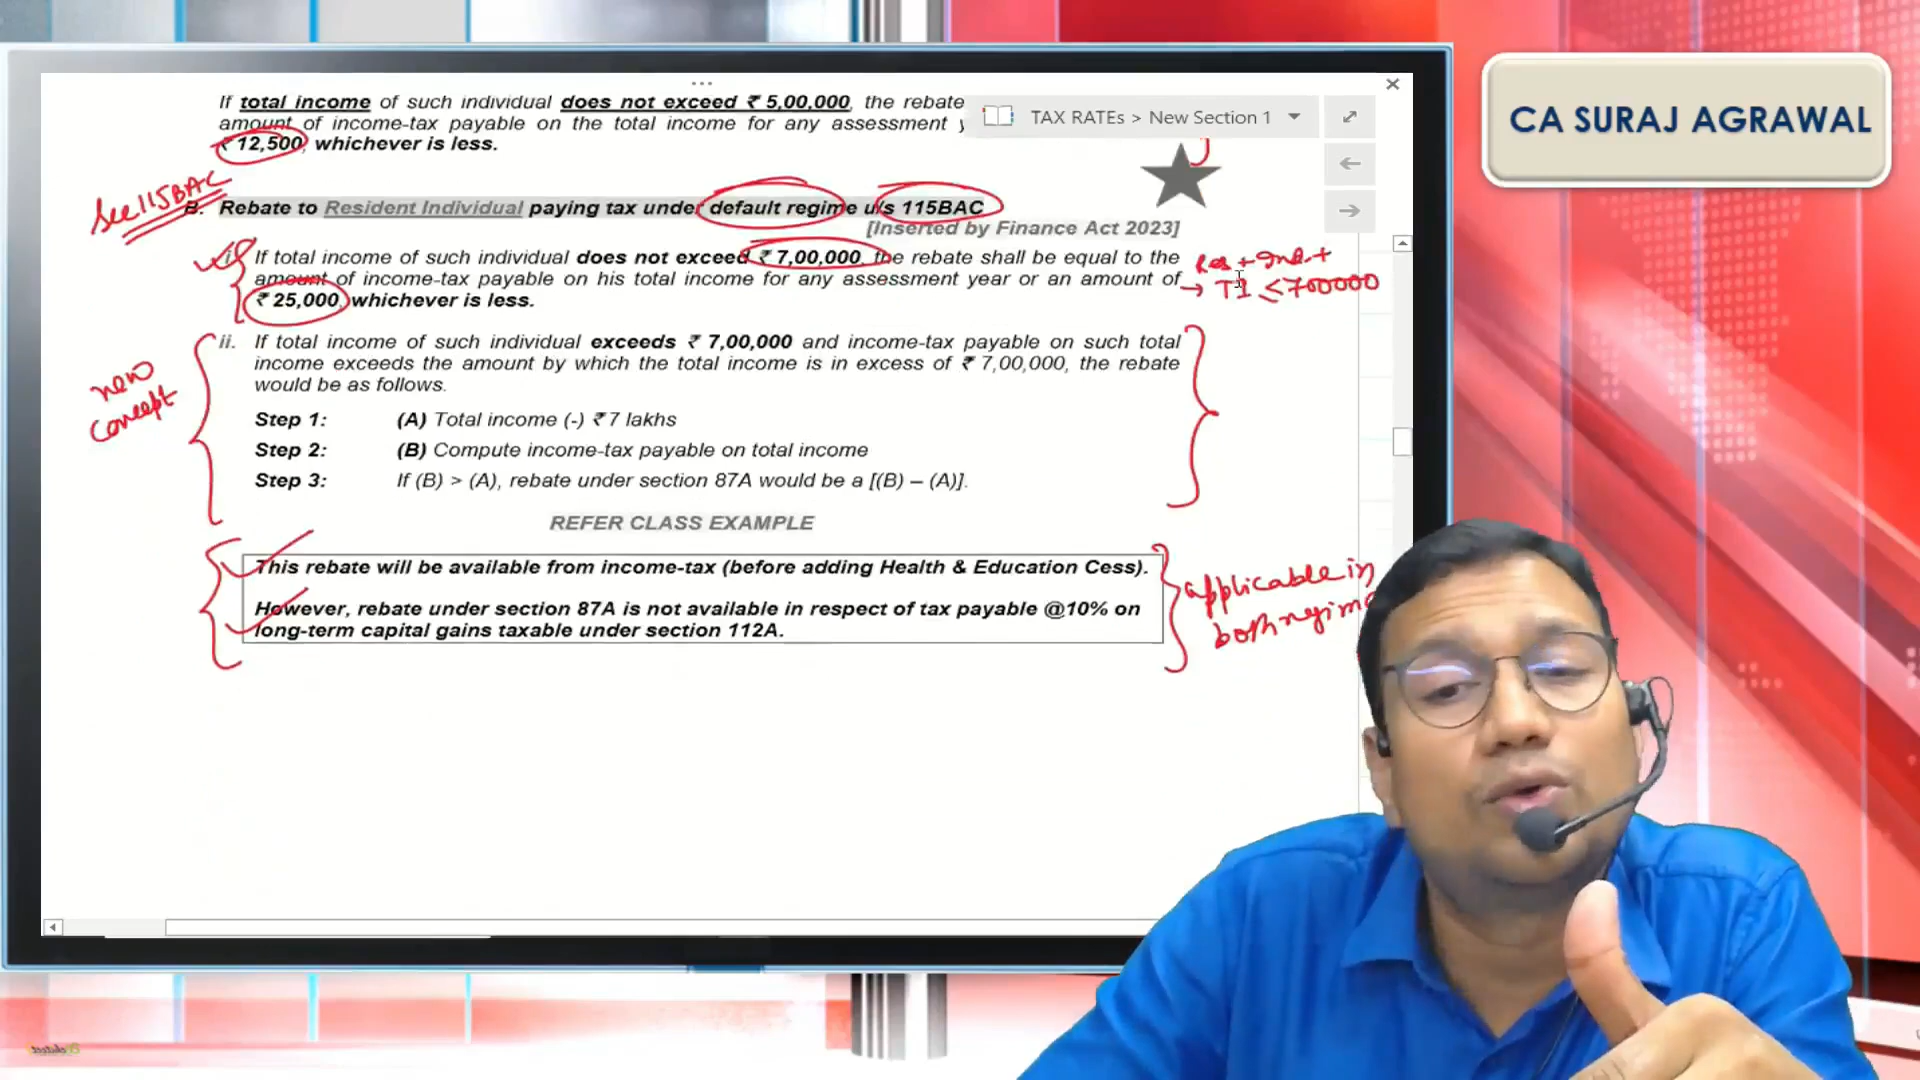 CA SURAJ AGRAWAL
TAX RATEs > New Section 1
If total income of such individual does not exceed ₹ 5,00,000, the rebate
amount of income-tax payable on the total income for any assessment y
₹ 12,500, whichever is less.
See 115BAC
B. Rebate to Resident Individual paying tax under default regime u/s 115BAC
[Inserted by Finance Act 2023]
i. If total income of such individual does not exceed ₹ 7,00,000, the rebate shall be equal to the
amount of income-tax payable on his total income for any assessment year or an amount of
₹ 25,000, whichever is less.
Res + Ind. +
→ TI ≤ 700000
ii. If total income of such individual exceeds ₹ 7,00,000 and income-tax payable on such total
income exceeds the amount by which the total income is in excess of ₹ 7,00,000, the rebate
would be as follows.
new
concept
Step 1: (A) Total income (-) ₹ 7 lakhs
Step 2: (B) Compute income-tax payable on total income
Step 3: If (B) > (A), rebate under section 87A would be a [(B) – (A)].
REFER CLASS EXAMPLE
This rebate will be available from income-tax (before adding Health & Education Cess).
However, rebate under section 87A is not available in respect of tax payable @10% on
long-term capital gains taxable under section 112A.
applicable in
both regime